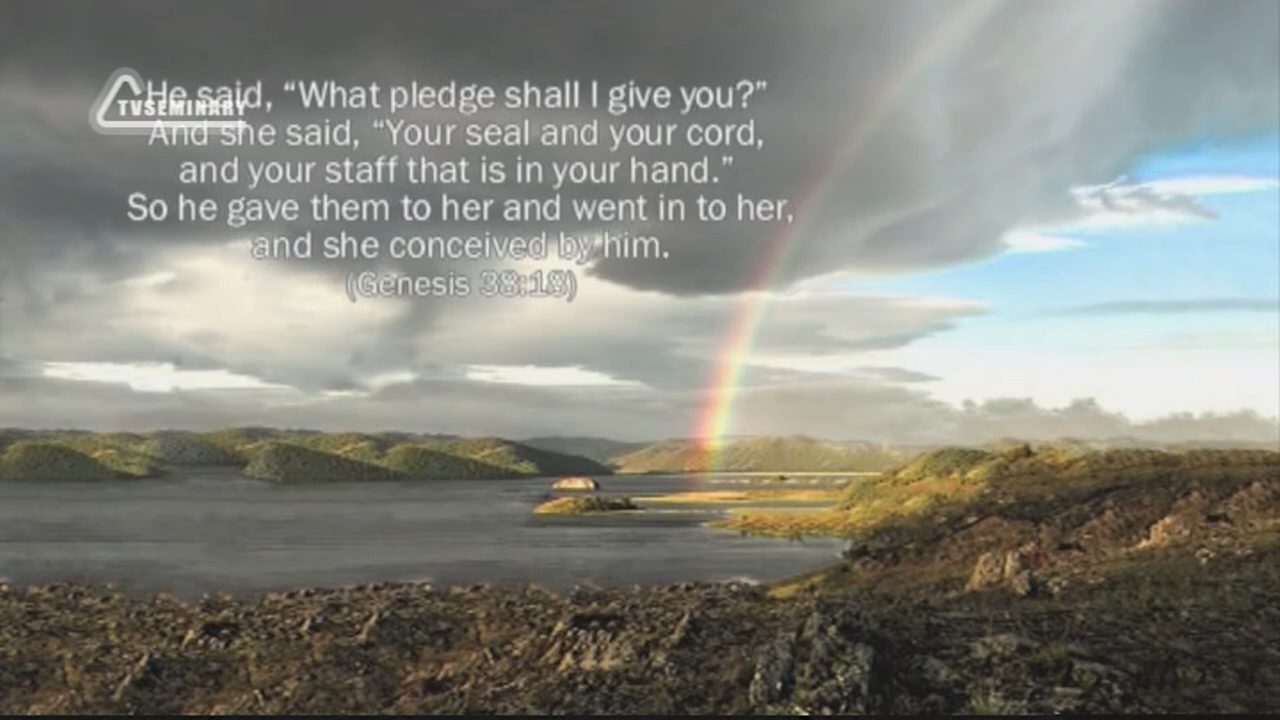 TVSEMINARY
He said, “What pledge shall I give you?”
And she said, “Your seal and your cord,
and your staff that is in your hand.”
So he gave them to her and went in to her,
and she conceived by him.
(Genesis 38:18)